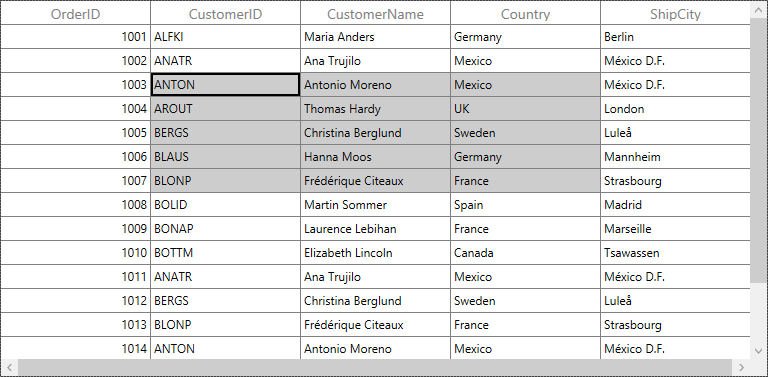 OrderID CustomerID CustomerName Country ShipCity
1001 ALFKI Maria Anders Germany Berlin
1002 ANATR Ana Trujilo Mexico México D.F.
1003 ANTON Antonio Moreno Mexico México D.F.
1004 AROUT Thomas Hardy UK London
1005 BERGS Christina Berglund Sweden Luleå
1006 BLAUS Hanna Moos Germany Mannheim
1007 BLONP Frédérique Citeaux France Strasbourg
1008 BOLID Martin Sommer Spain Madrid
1009 BONAP Laurence Lebihan France Marseille
1010 BOTTM Elizabeth Lincoln Canada Tsawassen
1011 ANATR Ana Trujilo Mexico México D.F.
1012 BERGS Christina Berglund Sweden Luleå
1013 BLONP Frédérique Citeaux France Strasbourg
1014 ANTON Antonio Moreno Mexico México D.F.